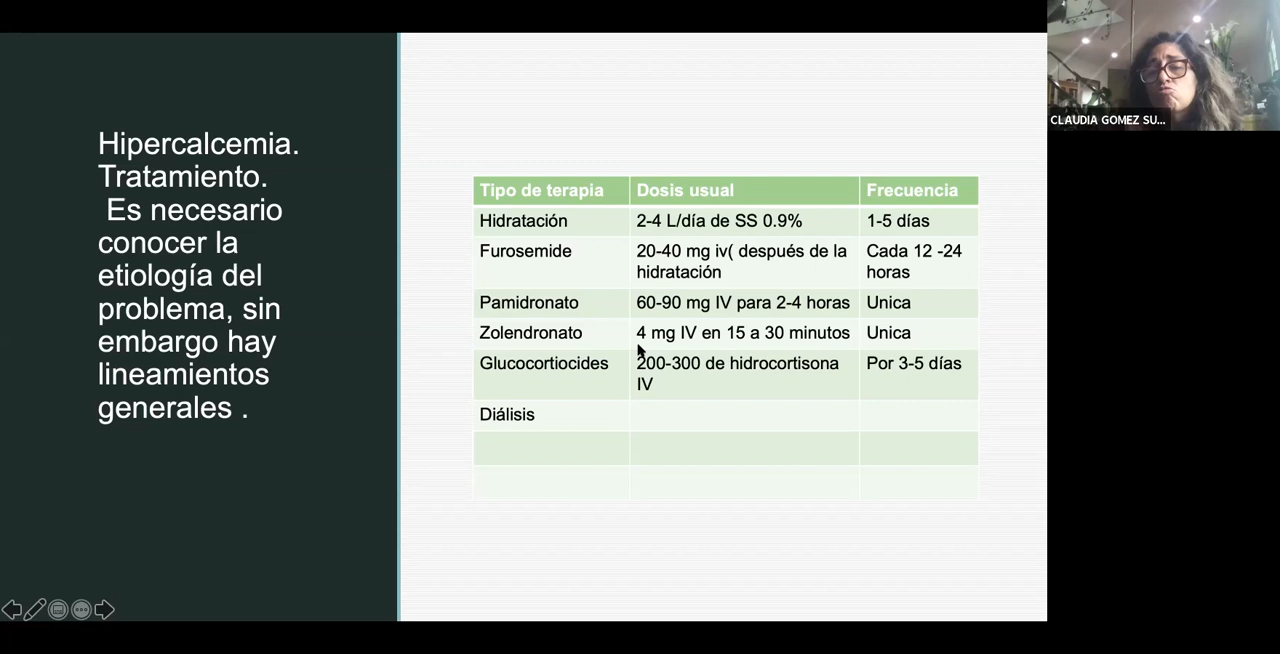 Hipercalcemia.
Tratamiento.
Es necesario
conocer la
etiología del
problema, sin
embargo hay
lineamientos
generales .
Tipo de terapia Dosis usual Frecuencia
Hidratación 2-4 L/día de SS 0.9% 1-5 días
Furosemide 20-40 mg iv( después de la hidratación Cada 12 -24 horas
Pamidronato 60-90 mg IV para 2-4 horas Unica
Zolendronato 4 mg IV en 15 a 30 minutos Unica
Glucocortiocides 200-300 de hidrocortisona IV Por 3-5 días
Diálisis
CLAUDIA GOMEZ SU...